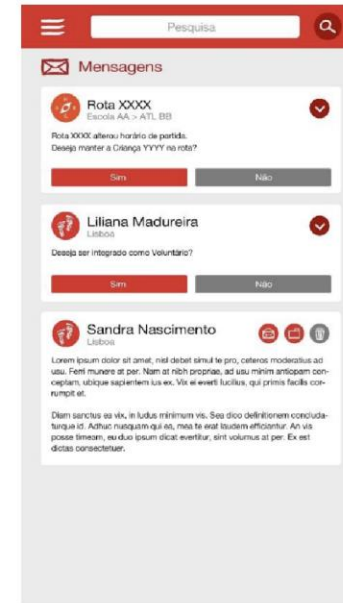 Pesquisa
Mensagens
Rota XXXX
Escola AA > ATL BB
Rota XXXX alterou horário de partida.
Deseja manter a Criança YYYY na rota?
Sim Não
Liliana Madureira
Lisboa
Deseja ser integrado como Voluntário?
Sim Não
Sandra Nascimento
Lisboa
Lorem ipsum dolor sit amet, nisl debet simul te pro, ceteros moderatius ad
usu. Ferri munere at per. Nam at nibh propriae, ad usu minim antiopam con-
ceptam, ubique sapientem ius ex. Vix ei everti lucilius, qui primis facilis cor-
rumpit et.
Diam sanctus ea vix, in ludus minimum vis. Sea dico definitionem concluda-
turque id. Adhuc nusquam qui ea, mea te erat laudem efficiantur. An vis
posse timeam, eu duo ipsum dicat evertitur, sint volumus at per. Ex est
dictas consectetuer.